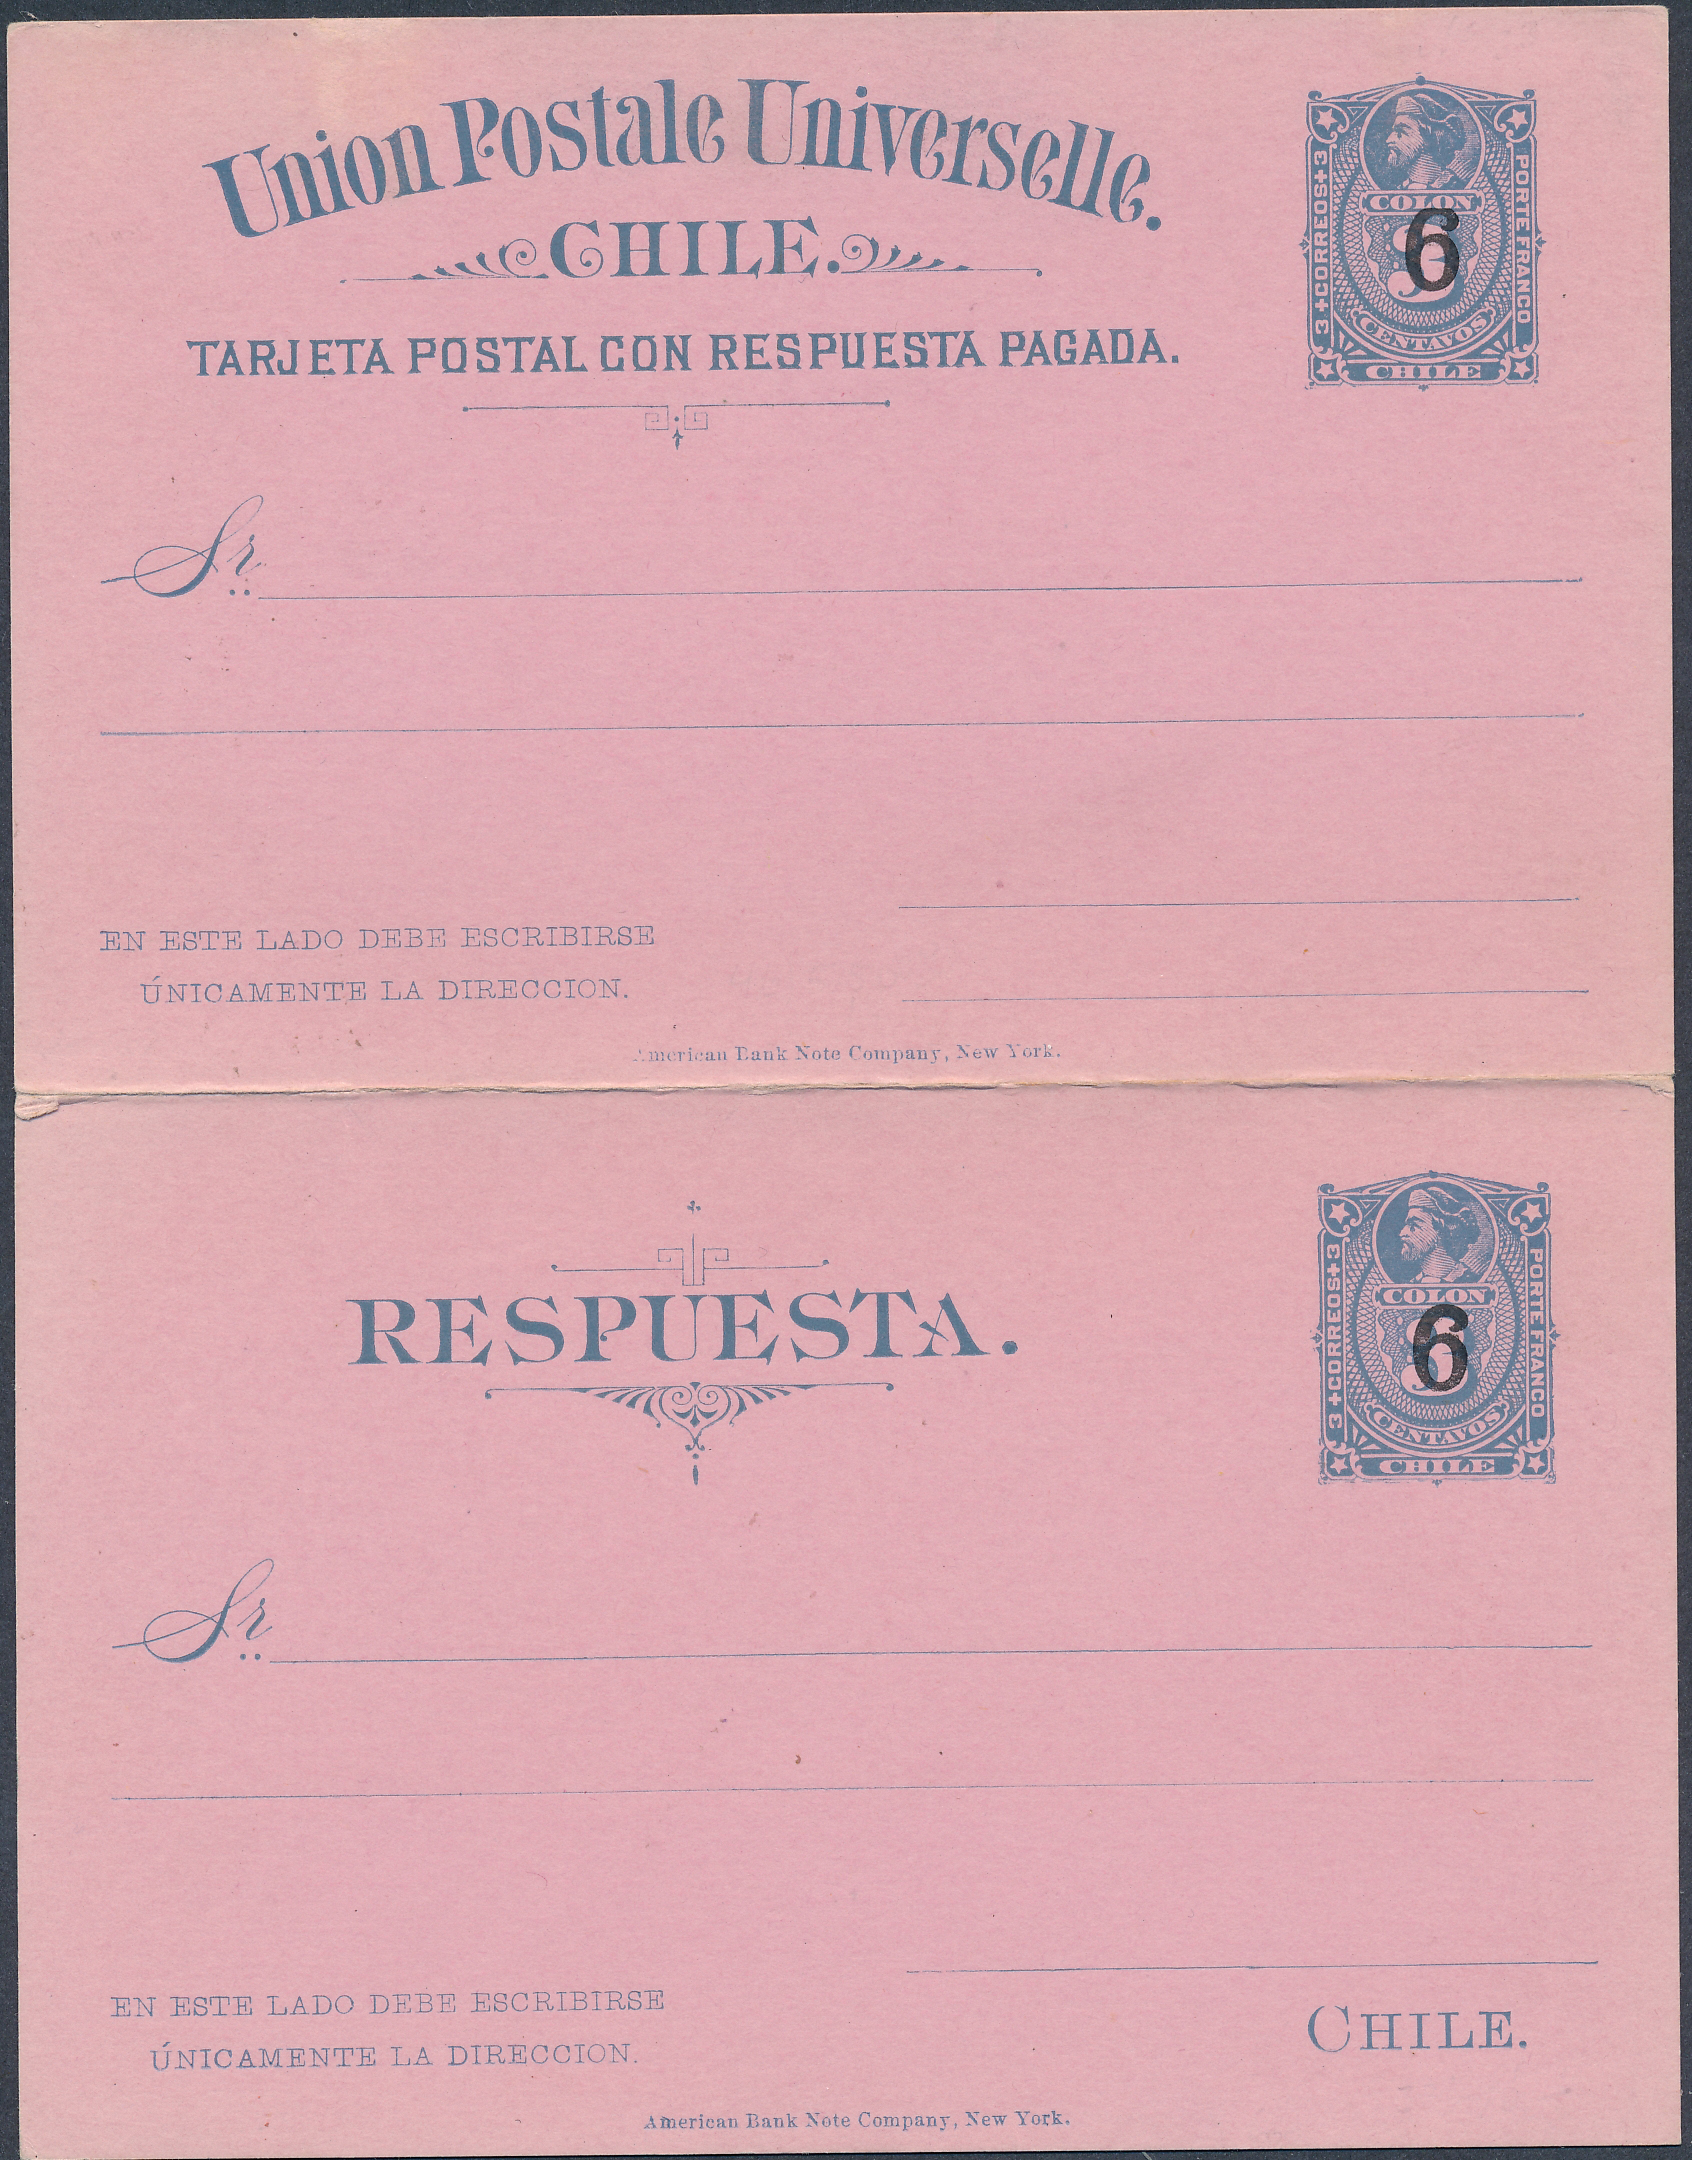 Union Postale Universelle.
CHILE.
TARJETA POSTAL CON RESPUESTA PAGADA.
3 + CORREOS + 3
PORTE FRANCO
COLON
6
CENTAVOS
CHILE
Sr.
EN ESTE LADO DEBE ESCRIBIRSE
ÚNICAMENTE LA DIRECCION.
American Bank Note Company, New York.
RESPUESTA.
3 + CORREOS + 3
PORTE FRANCO
COLON
6
CENTAVOS
CHILE
Sr.
EN ESTE LADO DEBE ESCRIBIRSE
ÚNICAMENTE LA DIRECCION.
CHILE.
American Bank Note Company, New York.